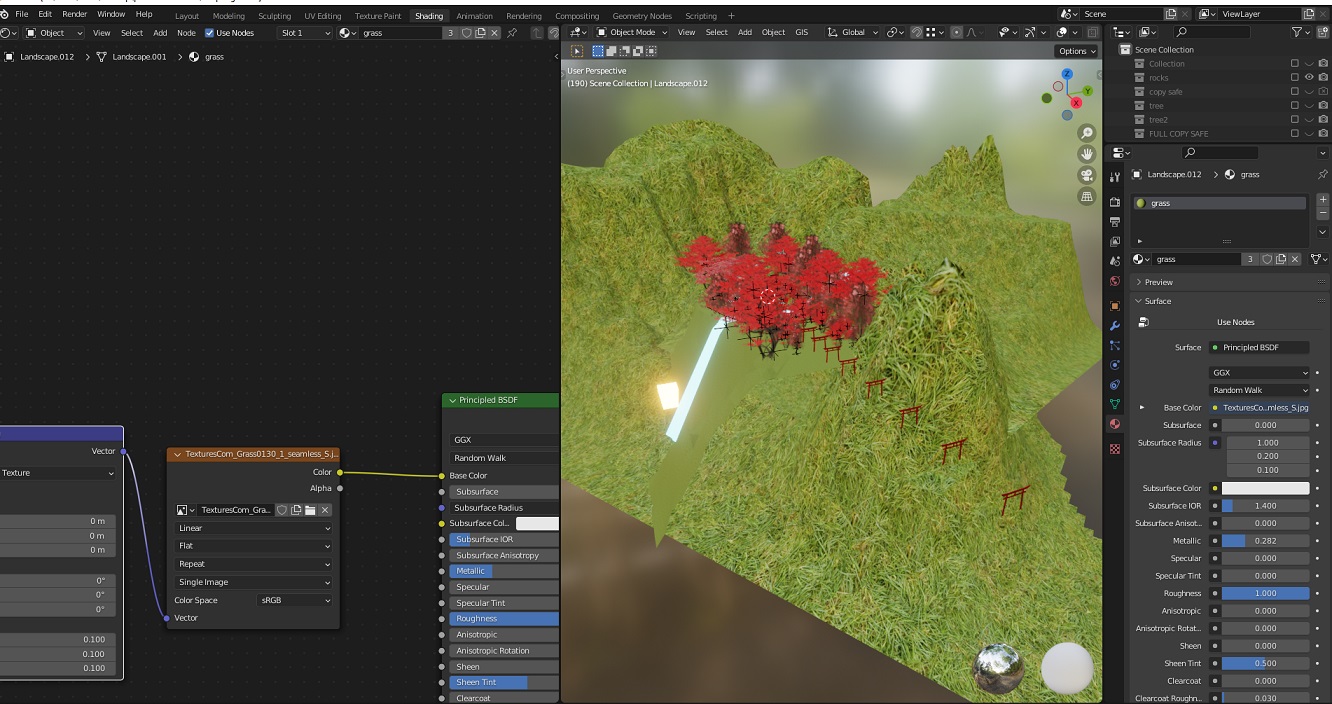 File Edit Render Window Help Layout Modeling Sculpting UV Editing Texture Paint Shading Animation Rendering Compositing Geometry Nodes Scripting + Scene ViewLayer
Object View Select Add Node Use Nodes Slot 1 grass 3 Object Mode View Select Add Object GIS Global
Options
Landscape.012 > Landscape.001 > grass
User Perspective
(190) Scene Collection | Landscape.012
Z
Y
X
Scene Collection
Collection
rocks
copy safe
tree
tree2
FULL COPY SAFE
Landscape.012 > grass
grass
grass 3
Preview
Surface
Use Nodes
Surface Principled BSDF
GGX
Random Walk
Base Color TexturesCo...mless_5.jpg
Subsurface 0.000
Subsurface Radius 1.000
0.200
0.100
Subsurface Color
Subsurface IOR 1.400
Subsurface Anisot... 0.000
Metallic 0.282
Specular 0.000
Specular Tint 0.000
Roughness 1.000
Anisotropic 0.000
Anisotropic Rotat... 0.000
Sheen 0.000
Sheen Tint 0.500
Clearcoat 0.000
Clearcoat Roughn... 0.030
Vector
Texture
0 m
0 m
0 m
0°
0°
0°
0.100
0.100
0.100
TexturesCom_Grass0130_1_seamless_5.j...
Color
Alpha
TexturesCom_Gra...
Linear
Flat
Repeat
Single Image
Color Space sRGB
Vector
Principled BSDF
GGX
Random Walk
Base Color
Subsurface
Subsurface Radius
Subsurface Col...
Subsurface IOR
Subsurface Anisotropy
Metallic
Specular
Specular Tint
Roughness
Anisotropic
Anisotropic Rotation
Sheen
Sheen Tint
Clearcoat